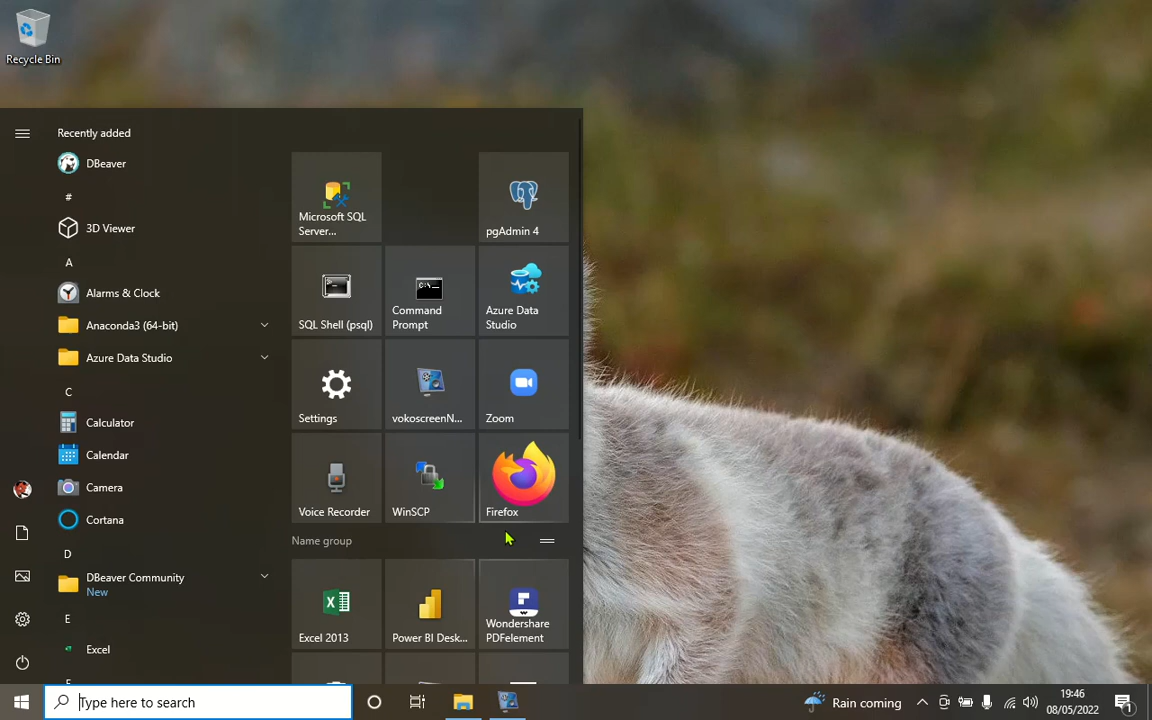 Recycle Bin
Recently added
DBeaver
#
3D Viewer
A
Alarms & Clock
Anaconda3 (64-bit)
Azure Data Studio
C
Calculator
Calendar
Camera
Cortana
D
DBeaver Community
New
E
Excel
F
Microsoft SQL
Server...
pgAdmin 4
SQL Shell (psql)
Command
Prompt
Azure Data
Studio
Settings
vokoscreenN...
Zoom
Voice Recorder
WinSCP
Firefox
Name group
Excel 2013
Power BI Desk...
Wondershare
PDFelement
Type here to search
Rain coming
19:46
08/05/2022
1